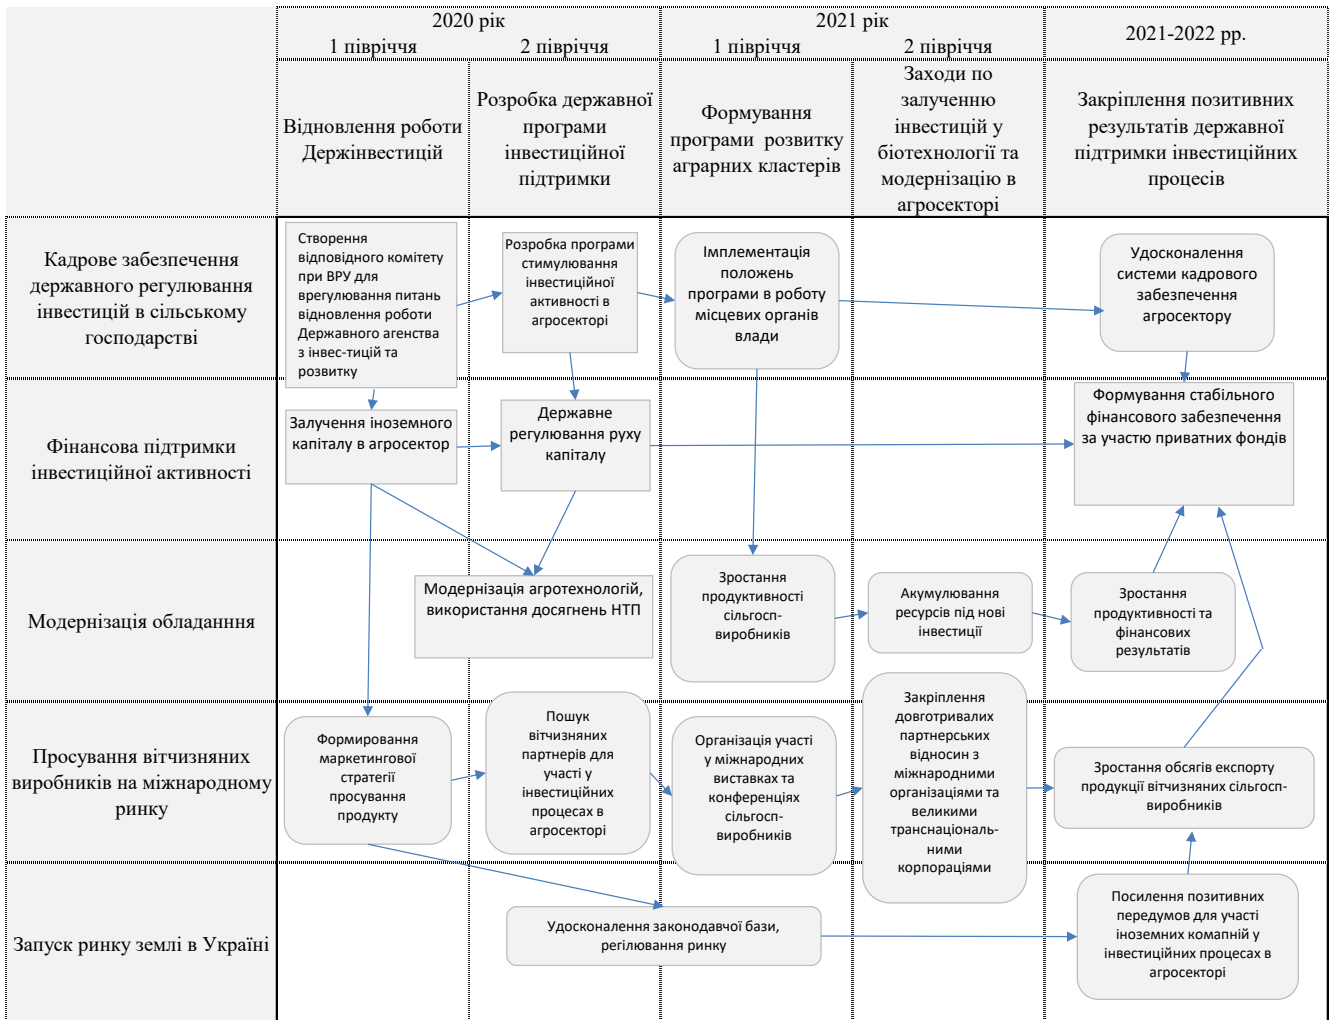 2020 рік
2021 рік
2021-2022 рр.
1 півріччя
2 півріччя
1 півріччя
2 півріччя
Відновлення роботи
Держінвестицій
Розробка державної
програми
інвестиційної
підтримки
Формування
програми розвитку
аграрних кластерів
Заходи по
залученню
інвестиції у
біотехнології та
модернізацію в
агросекторі
Закріплення позитивних
результатів державної
підтримки інвестиційних
процесів
Кадрове забезпечення
державного регулювання
інвестицій в сільському
господарстві
Створення
відповідного комітету
при ВРУ для
врегулювання питань
відновлення роботи
Державного агенства
з інвес-тицій та
розвитку
Розробка програми
стимулювання
інвестиційної
активності в
агросекторі
Імплементація
положень
програми в роботу
місцевих органів
влади
Удосконалення
системи кадрового
забезпечення
агросектору
Фінансова підтримки
інвестиційної активності
Залучення іноземного
капіталу в агросектор
Державне
регулювання руху
капіталу
Формування стабільного
фінансового забезпечення
за участю приватних фондів
Модернізація обладанння
Модернізація агротехнологій,
використання досягнень НТП
Зростання
продуктивності
сільгосп-
виробників
Акумулювання
ресурсів під нові
інвестиції
Зростання
продуктивності та
фінансових
результатів
Просування вітчизняних
виробників на міжнародному
ринку
Формировання
маркетингової
стратегії
просування
продукту
Пошук
вітчизняних
партнерів для
участі у
інвестиційних
процесах в
агросекторі
Організація участі
у міжнародних
виставках та
конференціях
сільгосп-
виробників
Закріплення
довготривалих
партнерських
відносин з
міжнародними
організаціями та
великими
транснаціональ-
ними
корпораціями
Зростання обсягів експорту
продукції вітчизняних сільгосп-
виробників
Запуск ринку землі в Україні
Удосконалення законодавчої бази,
регілювання ринку
Посилення позитивних
передумов для участі
іноземних комапній у
інвестиційних процесах в
агросекторі